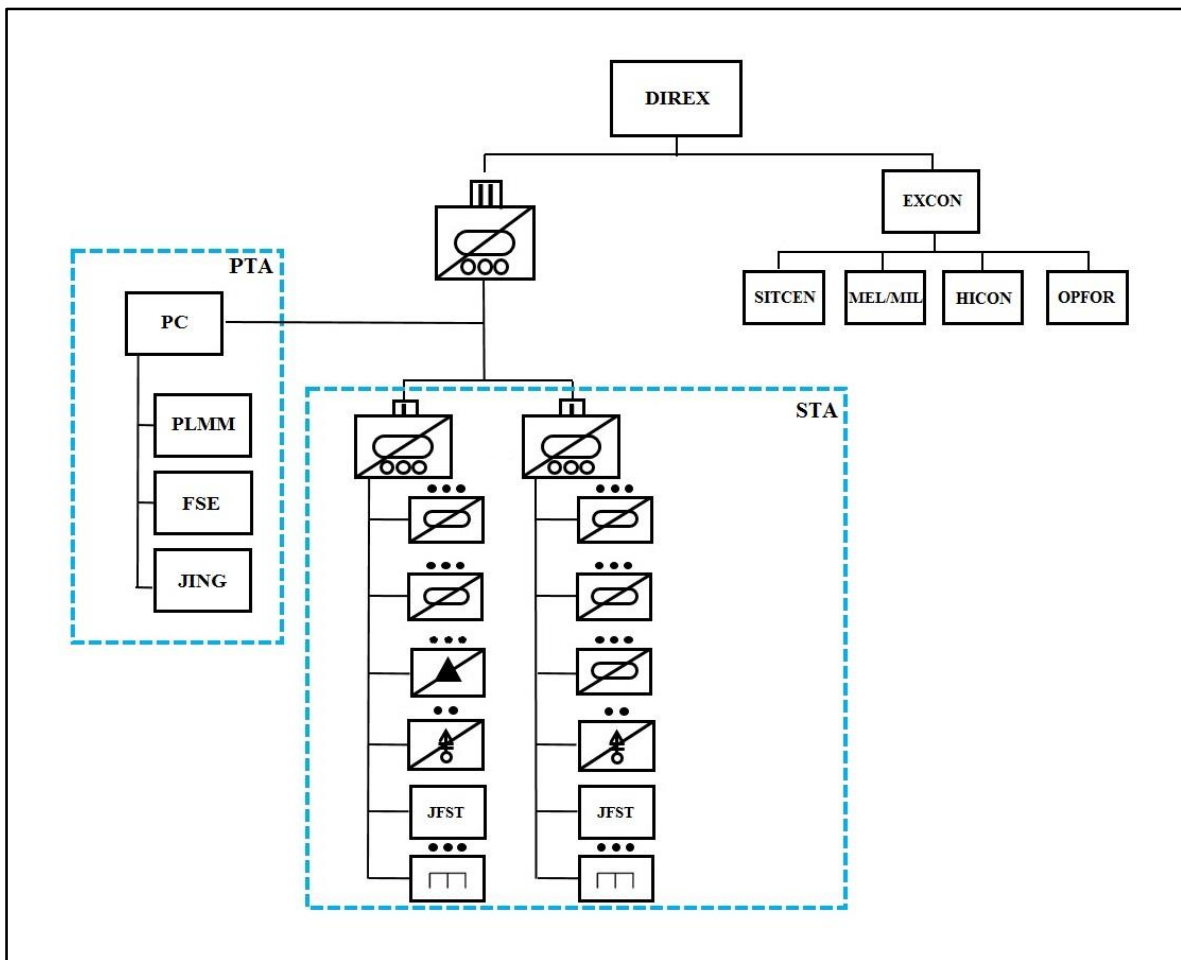 DIREX
EXCON
PTA
SITCEN
MEL/MIL
HICON
OPFOR
PC
STA
PLMM
FSE
JING
JFST
JFST